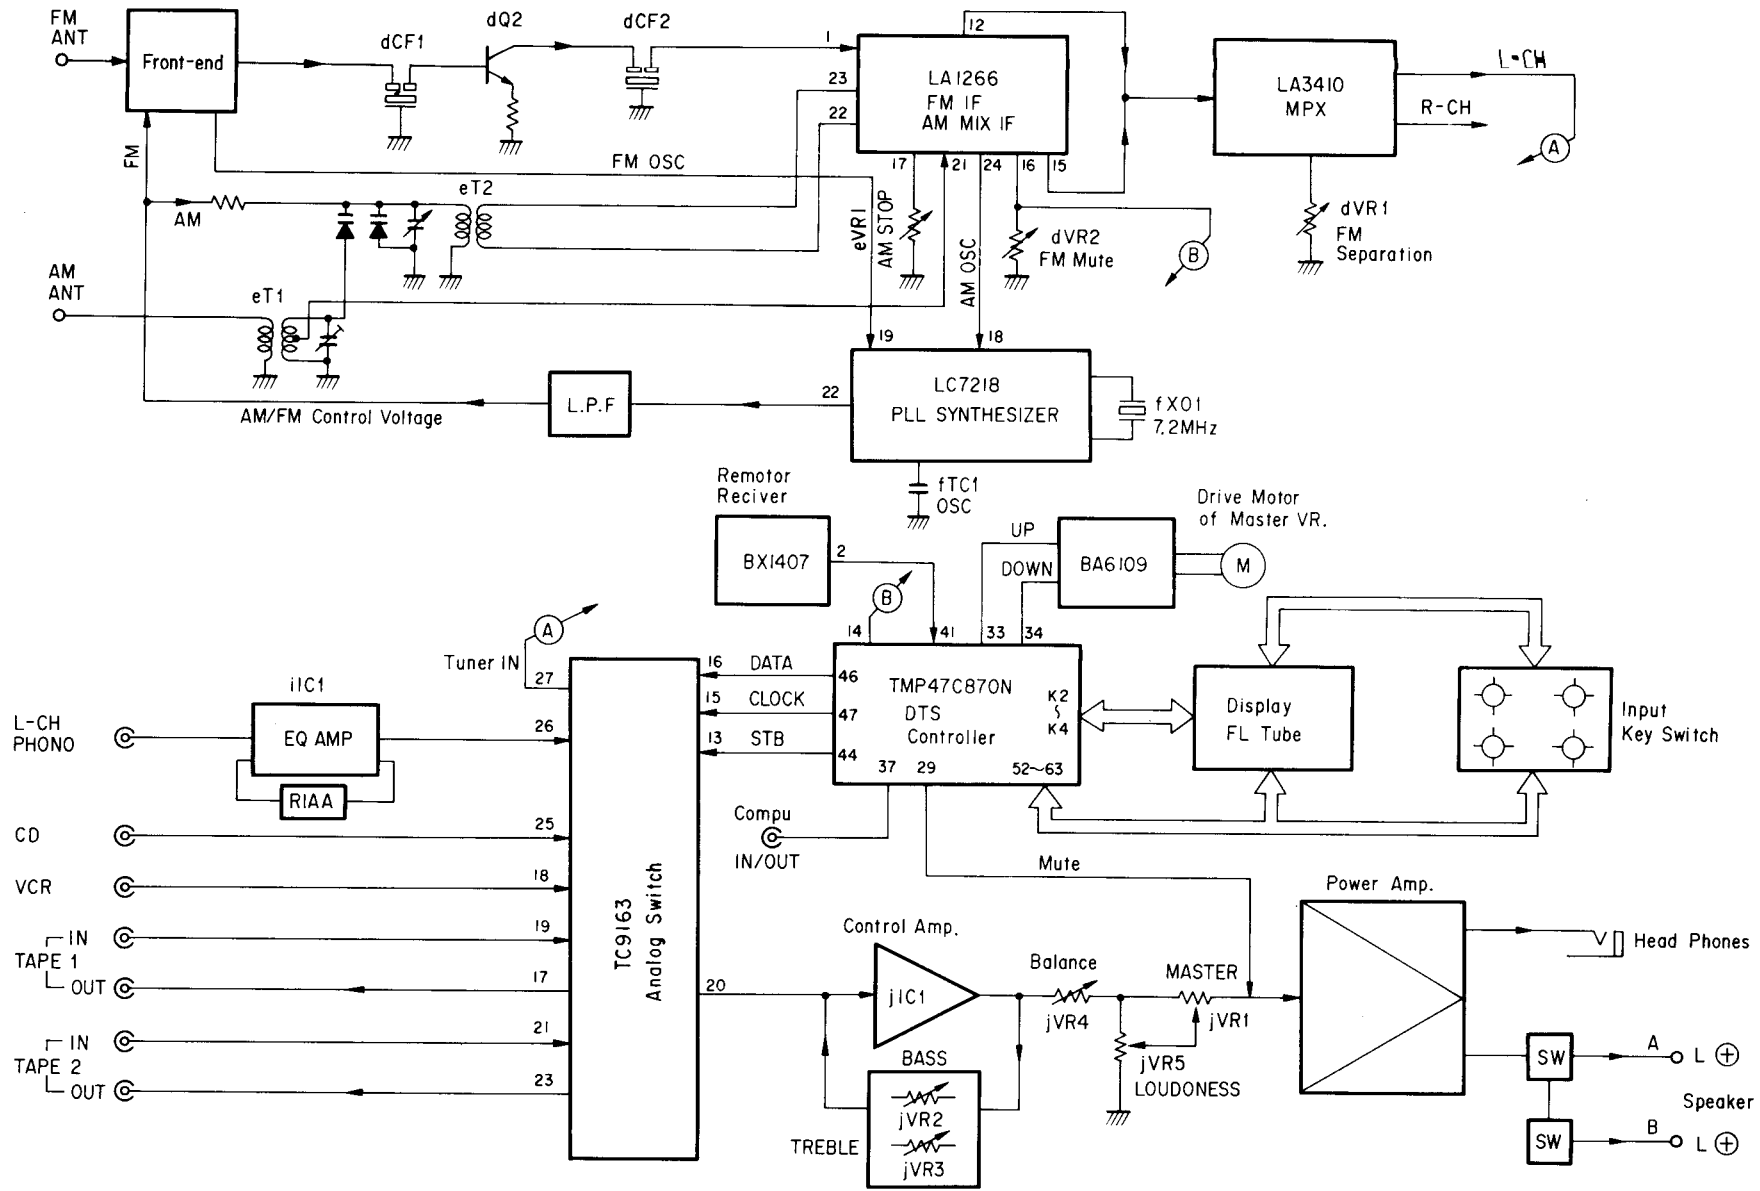 FM
ANT
Front-end
dCF1
dQ2
dCF2
1
12
23
22
LA1266
FM IF
AM MIX IF
LA3410
MPX
L-CH
R-CH
A
17
21
24
16
15
FM
FM OSC
AM
eT2
eVR1
AM STOP
AM OSC
dVR2
FM Mute
B
dVR1
FM
Separation
AM
ANT
eT1
19
18
LC7218
PLL SYNTHESIZER
22
L.P.F
AM/FM Control Voltage
fX01
7.2MHz
fTC1
OSC
Remotor
Reciver
BX1407
2
UP
DOWN
BA6109
Drive Motor
of Master VR.
M
B
14
41
33
34
A
Tuner IN
27
16
DATA
46
15
CLOCK
47
13
STB
44
TMP47C870N
DTS
Controller
K2
~
K4
37
29
52~63
Display
FL Tube
Input
Key Switch
iIC1
L-CH
PHONO
EQ AMP
RIAA
26
CD
25
VCR
18
TAPE 1
IN
19
OUT
17
TAPE 2
IN
21
OUT
23
TC9163
Analog Switch
20
Compu
IN/OUT
Mute
Control Amp.
jIC1
BASS
jVR2
TREBLE
jVR3
Balance
jVR4
MASTER
jVR1
jVR5
LOUDONESS
Power Amp.
Head Phones
SW
A
L +
Speaker
SW
B
L +